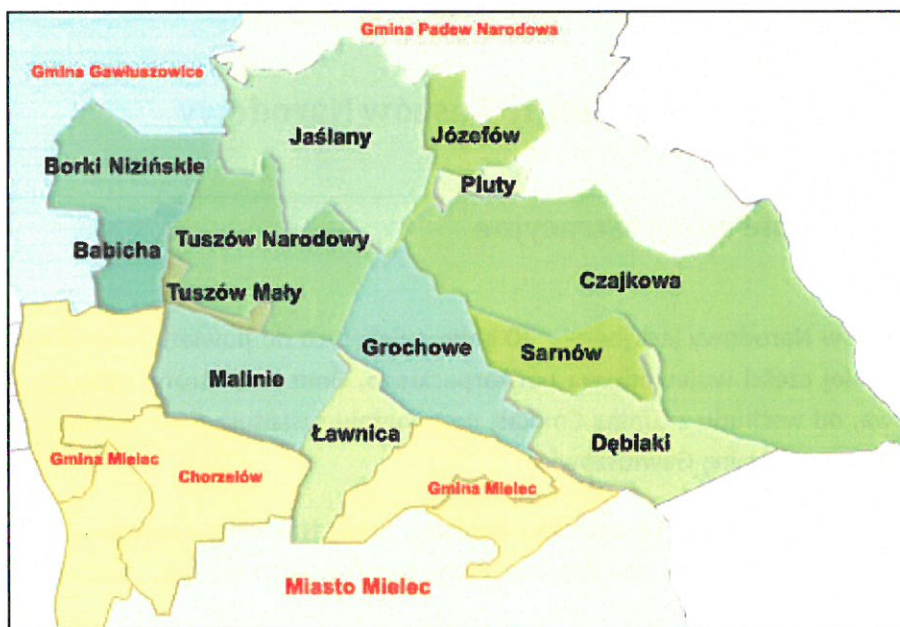 Gmina Padew Narodowa
Gmina Gawłuszowice
Jaślany
Józefów
Borki Nizińskie
Pluty
Tuszów Narodowy
Babicha
Czajkowa
Tuszów Mały
Grochowe
Sarnów
Malinie
Ławnica
Dębiaki
Gmina Mielec
Chorzelów
Gmina Mielec
Miasto Mielec